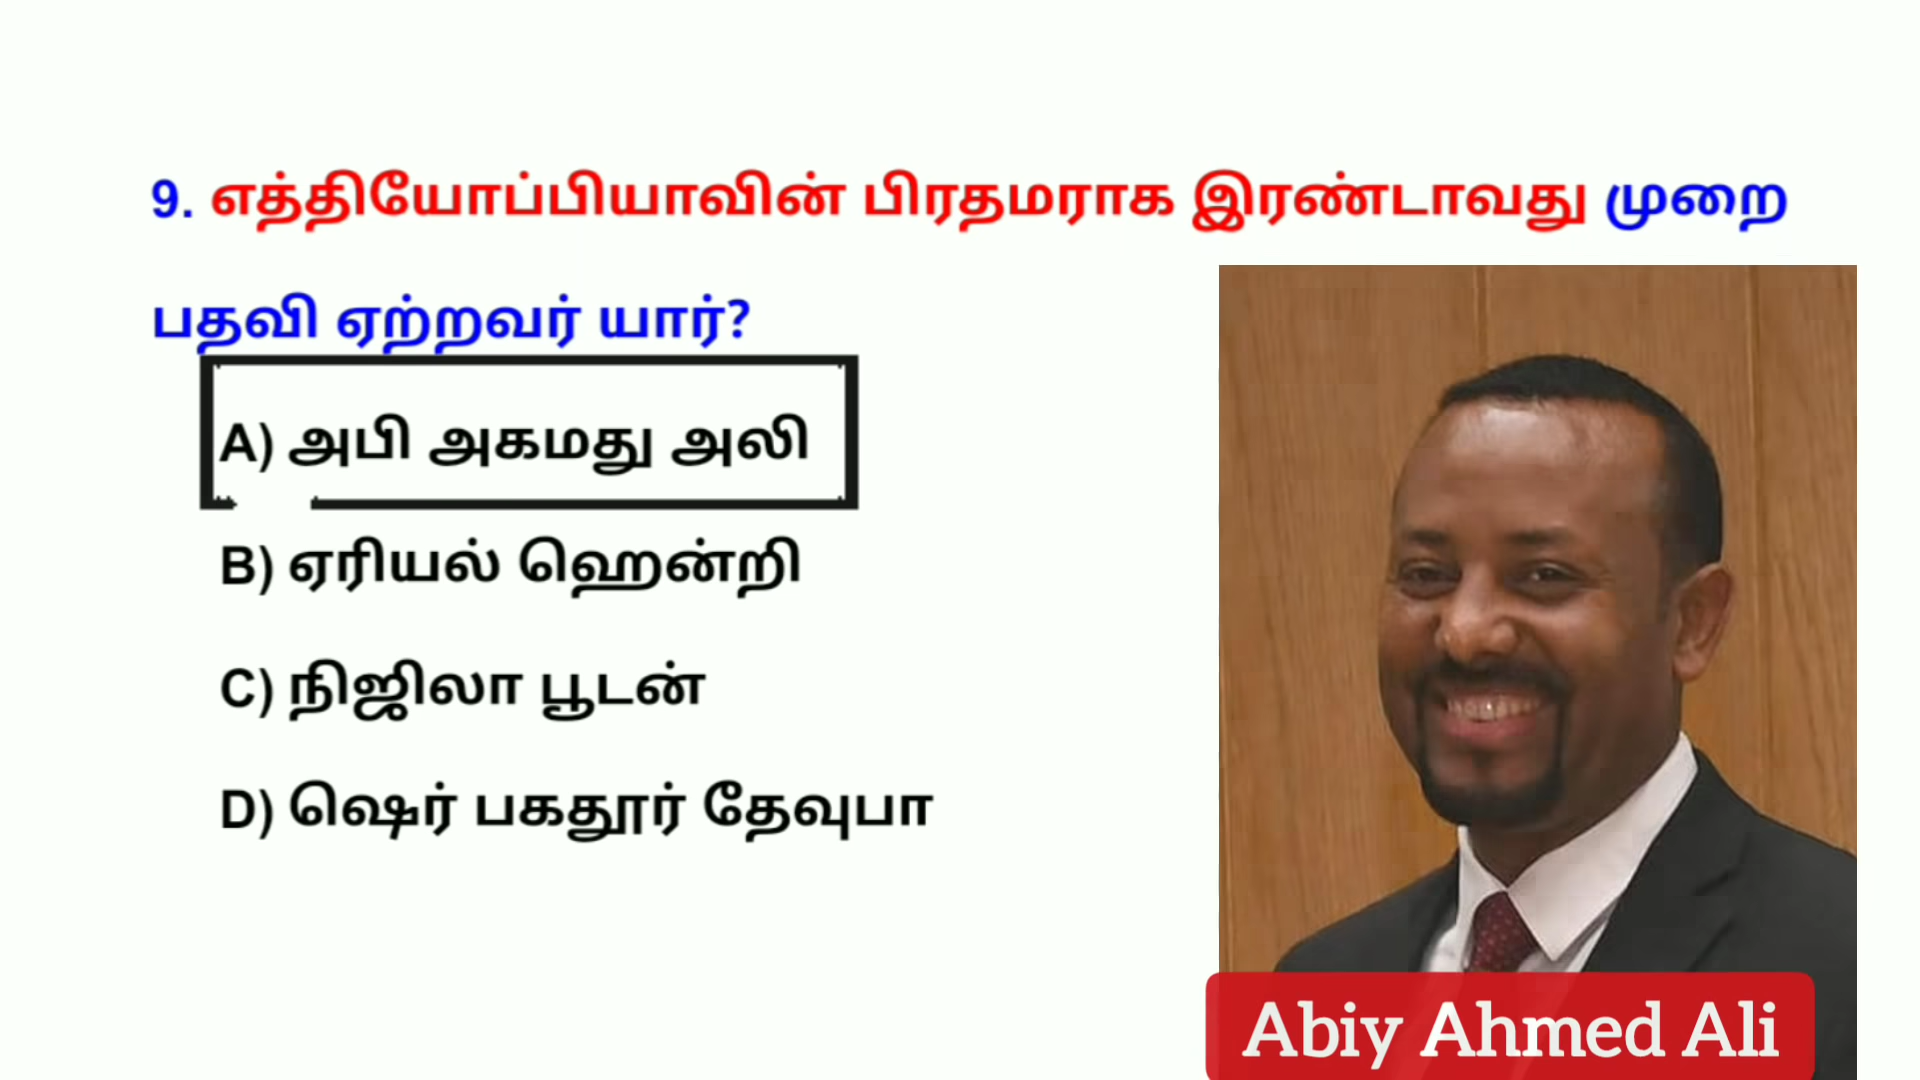 9. எத்தியோப்பியாவின் பிரதமராக இரண்டாவது முறை
பதவி ஏற்றவர் யார்?
A) அபி அகமது அலி
B) ஏரியல் ஹென்றி
C) நிஜிலா பூடன்
D) ஷெர் பகதூர் தேவுபா
Abiy Ahmed Ali